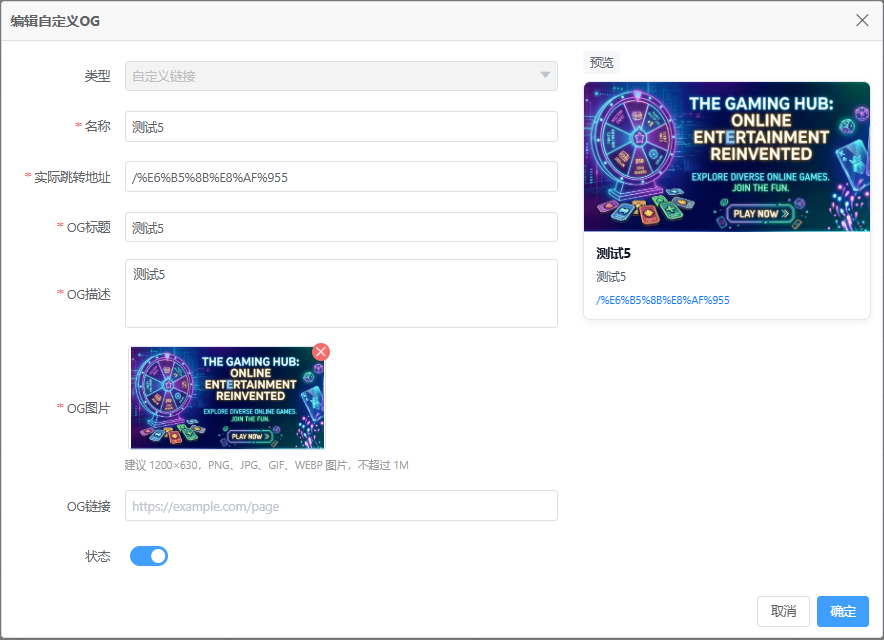 编辑自定义OG
类型
自定义链接
* 名称
测试5
* 实际跳转地址
/%E6%B5%8B%E8%AF%955
* OG标题
测试5
* OG描述
测试5
* OG图片
THE GAMING HUB:
ONLINE
ENTERTAINMENT
REINVENTED
EXPLORE DIVERSE ONLINE GAMES.
JOIN THE FUN.
PLAY NOW
建议 1200×630，PNG、JPG、GIF、WEBP 图片，不超过 1M
OG链接
https://example.com/page
状态
预览
THE GAMING HUB:
ONLINE
ENTERTAINMENT
REINVENTED
EXPLORE DIVERSE ONLINE GAMES.
JOIN THE FUN.
PLAY NOW
测试5
测试5
/%E6%B5%8B%E8%AF%955
取消
确定